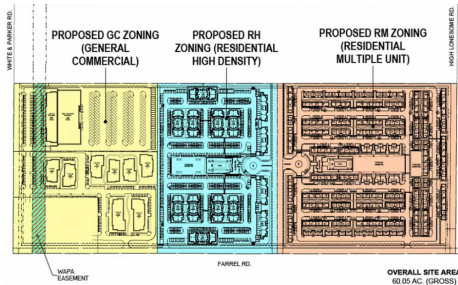 WHITE & PARKER RD.
PROPOSED GC ZONING
(GENERAL
COMMERCIAL)
PROPOSED RH
ZONING (RESIDENTIAL
HIGH DENSITY)
PROPOSED RM ZONING
(RESIDENTIAL
MULTIPLE UNIT)
HIGH LONESOME RD.
FARREL RD.
WAPA
EASEMENT
OVERALL SITE AREA
60.05 AC. (GROSS)